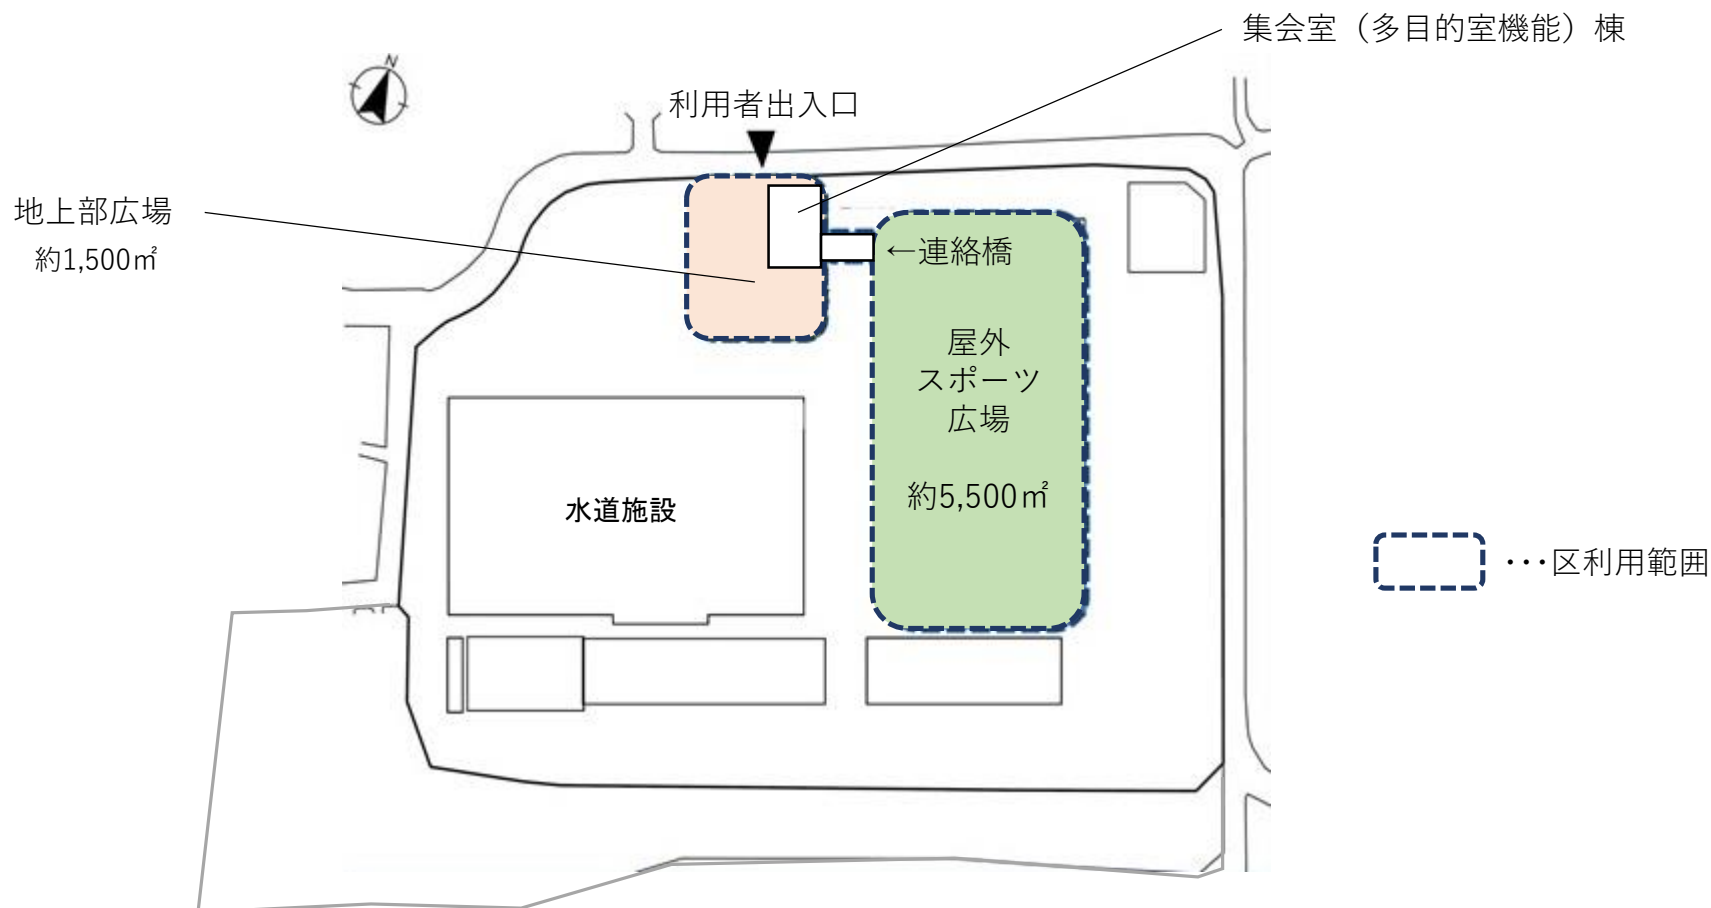 集会室（多目的室機能）棟
N
利用者出入口
地上部広場
約1,500㎡
←連絡橋
屋外
スポーツ
広場
約5,500㎡
水道施設
･･･区利用範囲